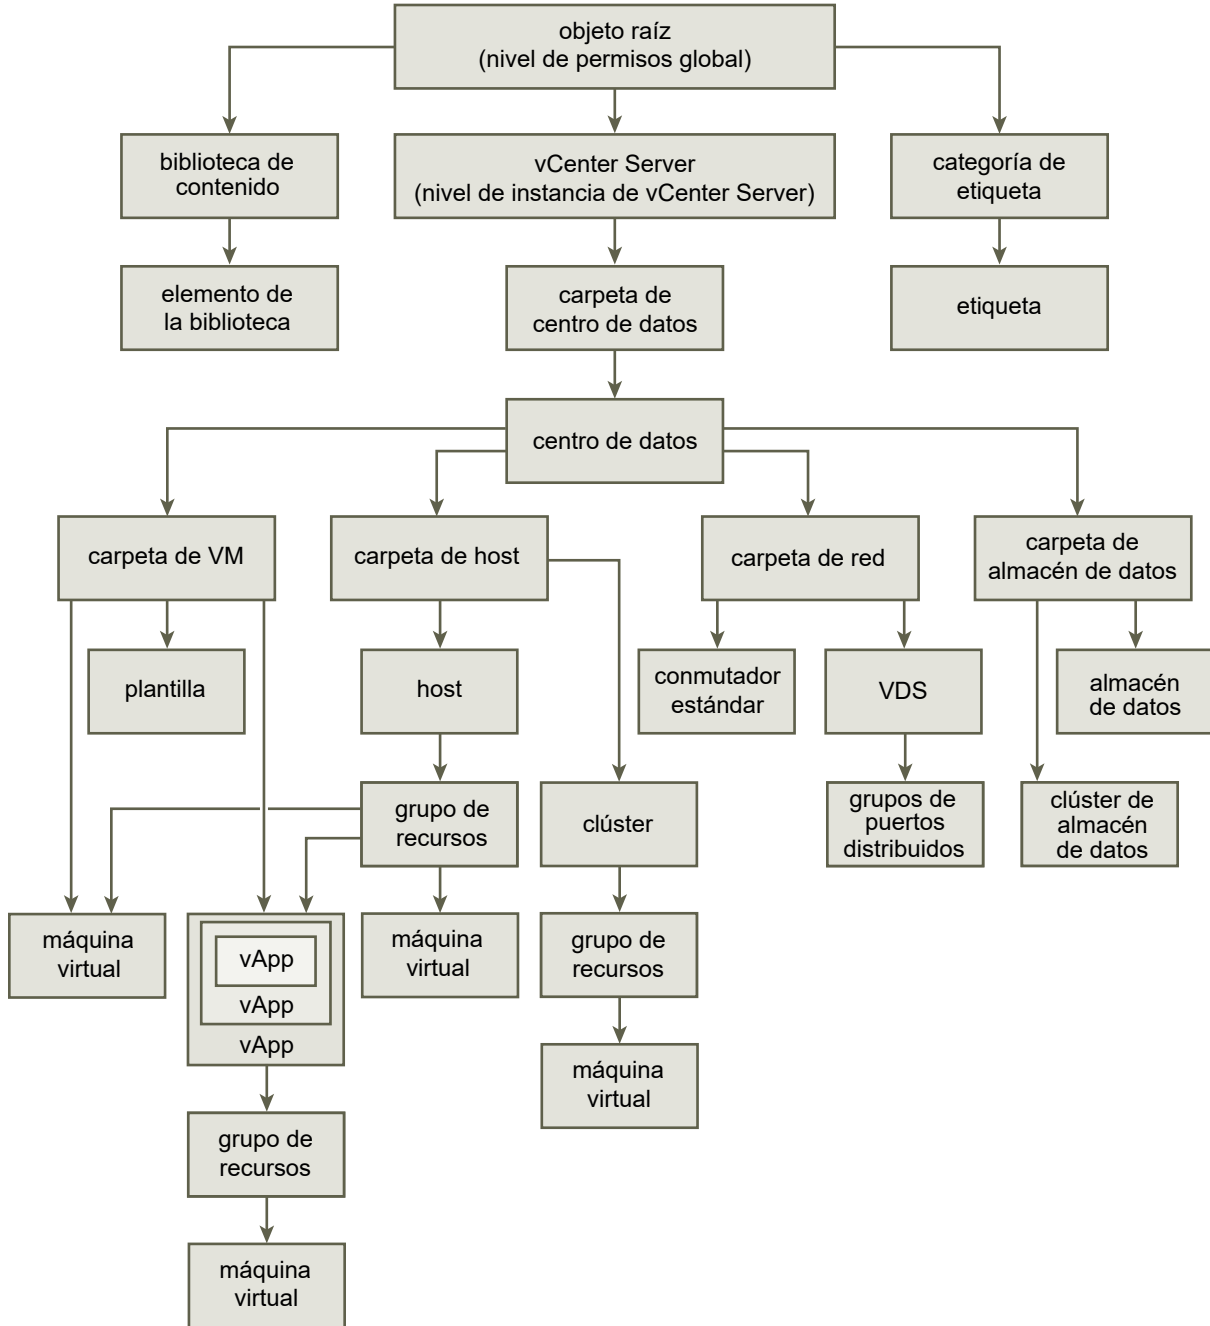 objeto raíz
(nivel de permisos global)
biblioteca de
contenido
vCenter Server
(nivel de instancia de vCenter Server)
categoría de
etiqueta
elemento de
la biblioteca
carpeta de
centro de datos
etiqueta
centro de datos
carpeta de VM
carpeta de host
carpeta de red
carpeta de
almacén de datos
plantilla
host
conmutador
estándar
VDS
almacén
de datos
grupo de
recursos
clúster
grupos de
puertos
distribuidos
clúster de
almacén
de datos
máquina
virtual
vApp
vApp
vApp
máquina
virtual
grupo de
recursos
máquina
virtual
grupo de
recursos
máquina
virtual